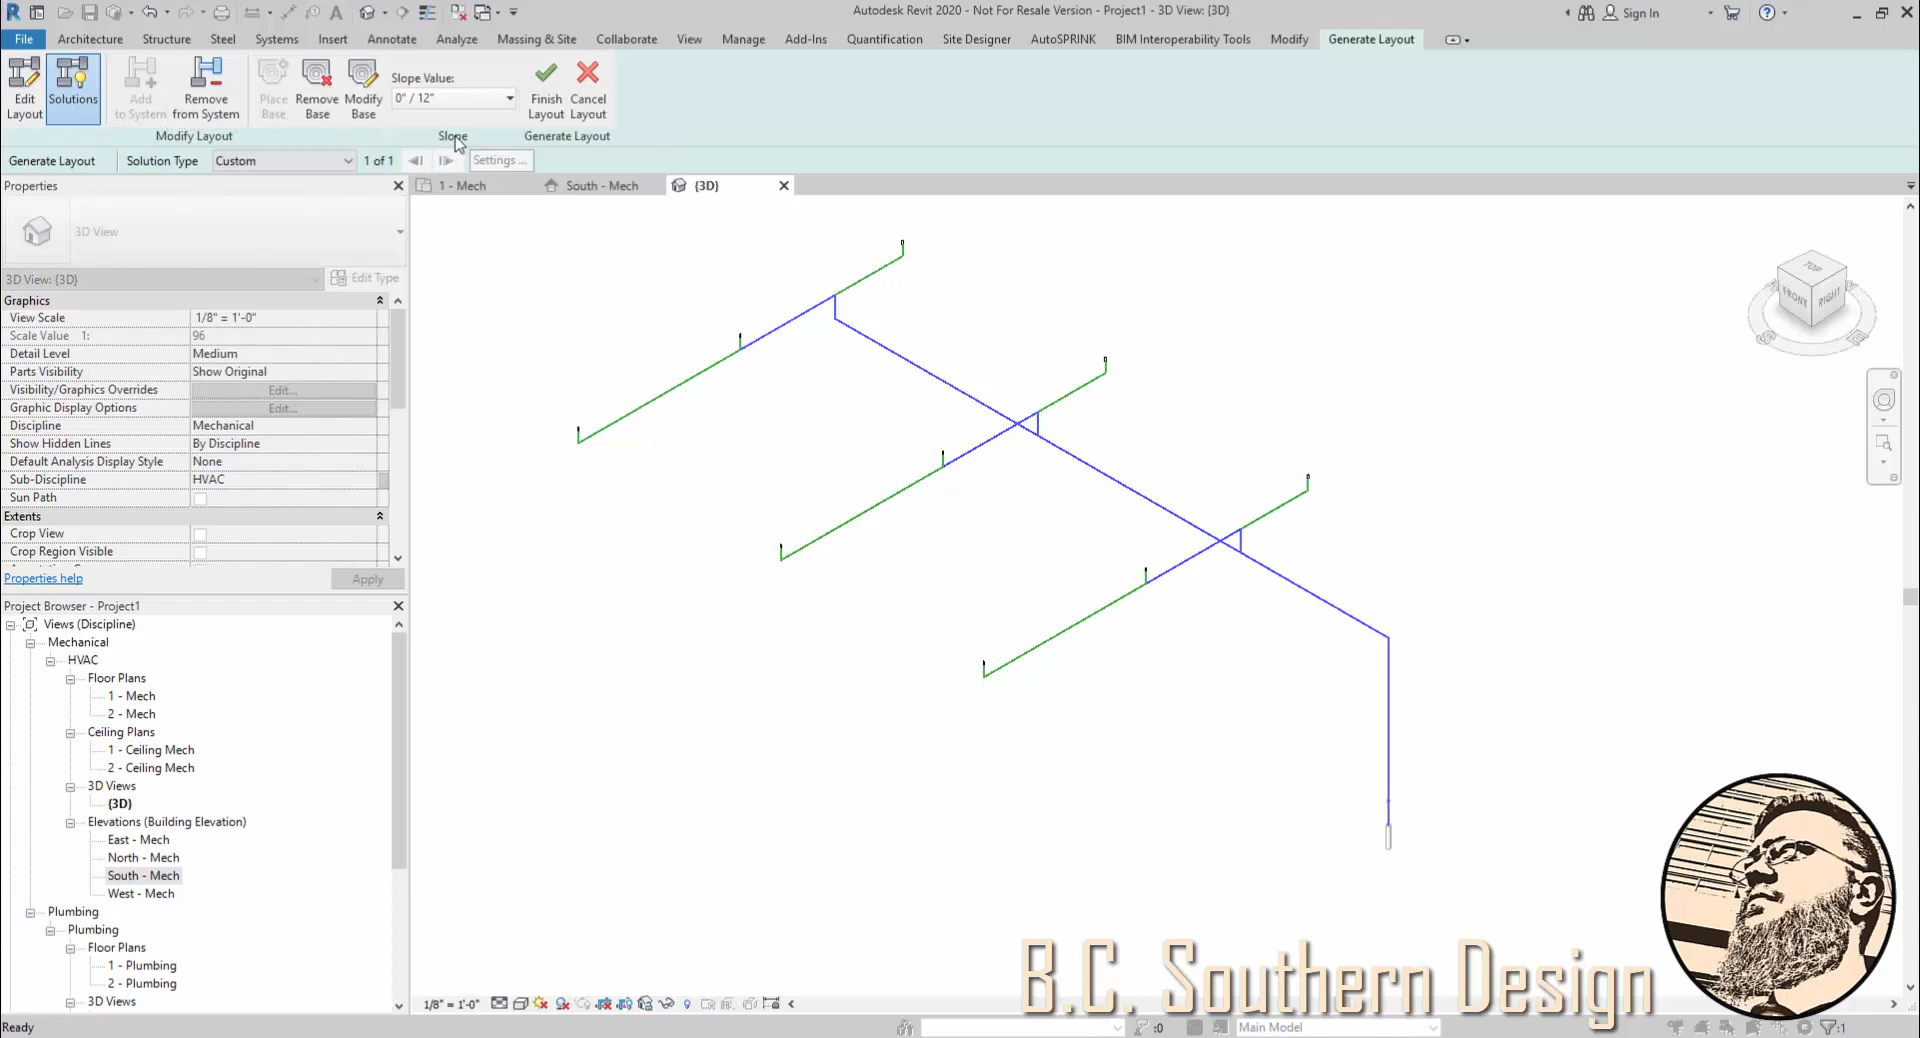 Autodesk Revit 2020 - Not For Resale Version - Project1 - 3D View: {3D}
Sign In
File Architecture Structure Steel Systems Insert Annotate Analyze Massing & Site Collaborate View Manage Add-Ins Quantification Site Designer AutoSPRINK BIM Interoperability Tools Modify Generate Layout
Edit Layout
Solutions
Add to System
Remove from System
Place Base
Remove Base
Modify Base
Slope Value:
0" / 12"
Finish Layout
Cancel Layout
Modify Layout
Slope
Generate Layout
Generate Layout
Solution Type
Custom
1 of 1
Settings ...
Properties
1 - Mech
South - Mech
{3D}
3D View
3D View: {3D}
Edit Type
Graphics
View Scale 1/8" = 1'-0"
Scale Value 1: 96
Detail Level Medium
Parts Visibility Show Original
Visibility/Graphics Overrides Edit...
Graphic Display Options Edit...
Discipline Mechanical
Show Hidden Lines By Discipline
Default Analysis Display Style None
Sub-Discipline HVAC
Sun Path
Extents
Crop View
Crop Region Visible
Properties help
Apply
Project Browser - Project1
Views (Discipline)
Mechanical
HVAC
Floor Plans
1 - Mech
2 - Mech
Ceiling Plans
1 - Ceiling Mech
2 - Ceiling Mech
3D Views
{3D}
Elevations (Building Elevation)
East - Mech
North - Mech
South - Mech
West - Mech
Plumbing
Plumbing
Floor Plans
1 - Plumbing
2 - Plumbing
3D Views
TOP
FRONT
RIGHT
B.C. Southern Design
1/8" = 1'-0"
Ready
:0
Main Model
:1